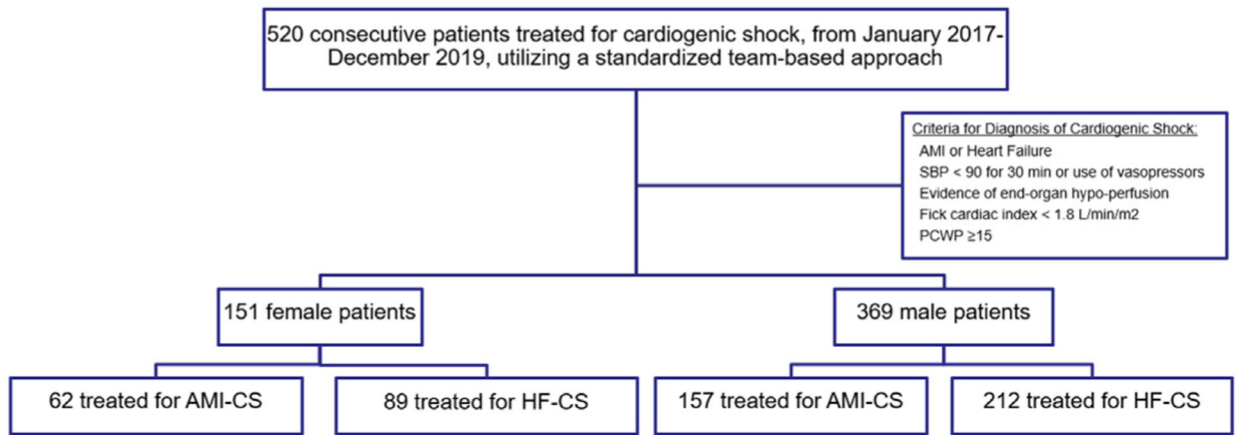 520 consecutive patients treated for cardiogenic shock, from January 2017-
December 2019, utilizing a standardized team-based approach
Criteria for Diagnosis of Cardiogenic Shock:
AMI or Heart Failure
SBP < 90 for 30 min or use of vasopressors
Evidence of end-organ hypo-perfusion
Fick cardiac index < 1.8 L/min/m2
PCWP ≥15
151 female patients
369 male patients
62 treated for AMI-CS
89 treated for HF-CS
157 treated for AMI-CS
212 treated for HF-CS